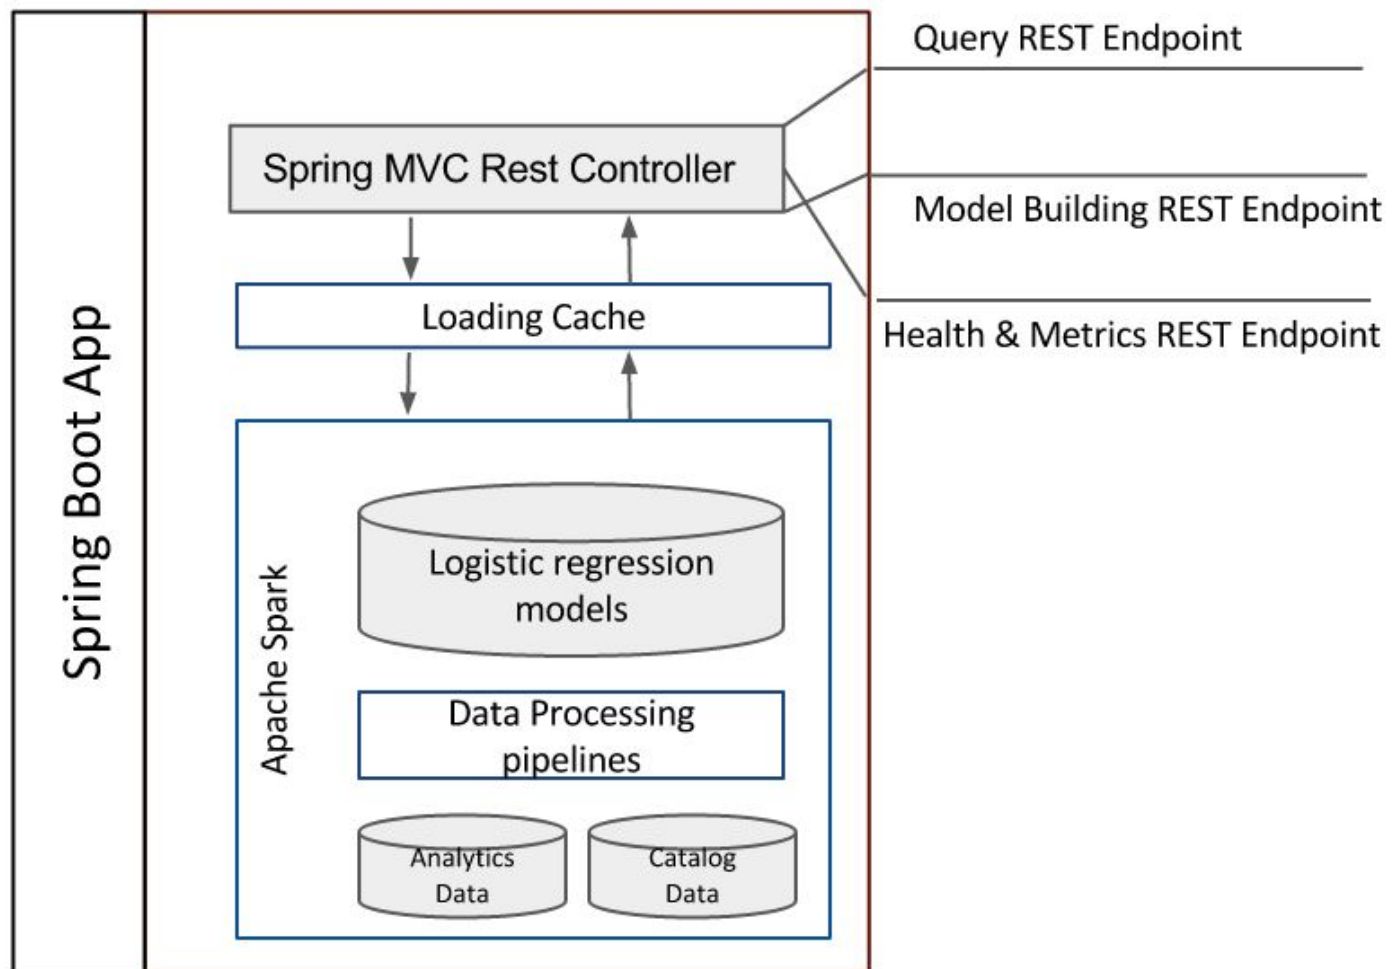 Query REST Endpoint
Spring MVC Rest Controller
Model Building REST Endpoint
Loading Cache
Health & Metrics REST Endpoint
Spring Boot App
Apache Spark
Logistic regression
models
Data Processing
pipelines
Analytics
Data
Catalog
Data